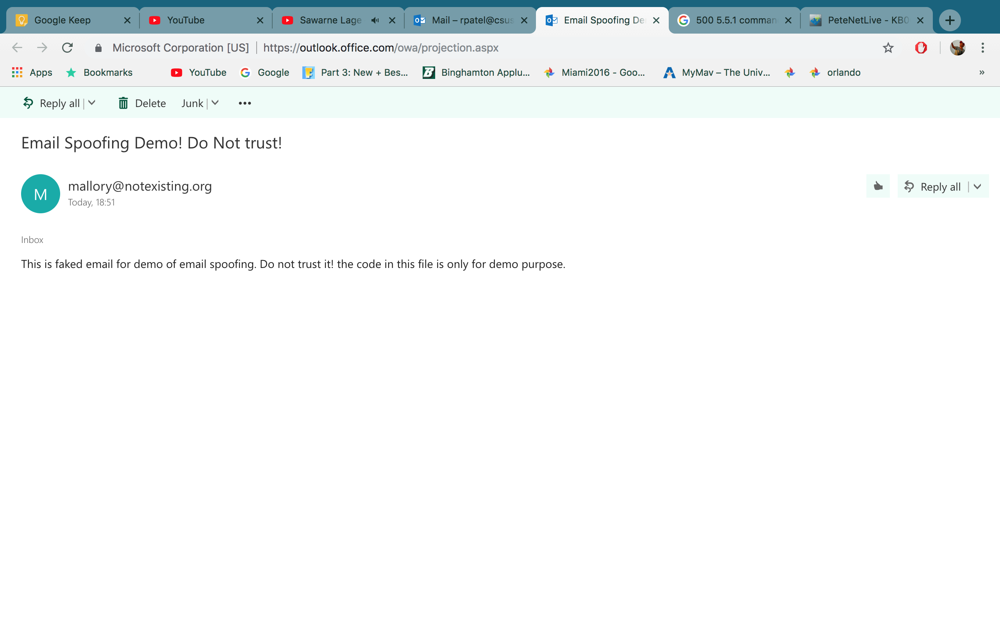 Google Keep YouTube Sawarne Lage Mail – rpatel@csus Email Spoofing De 500 5.5.1 comman PeteNetLive - KB0
Microsoft Corporation [US] https://outlook.office.com/owa/projection.aspx
Apps Bookmarks YouTube Google Part 3: New + Bes... Binghamton Applu... Miami2016 - Goo... MyMav – The Univ... orlando »
Reply all Delete Junk
Email Spoofing Demo! Do Not trust!
M
mallory@notexisting.org
Today, 18:51
Reply all
Inbox
This is faked email for demo of email spoofing. Do not trust it! the code in this file is only for demo purpose.